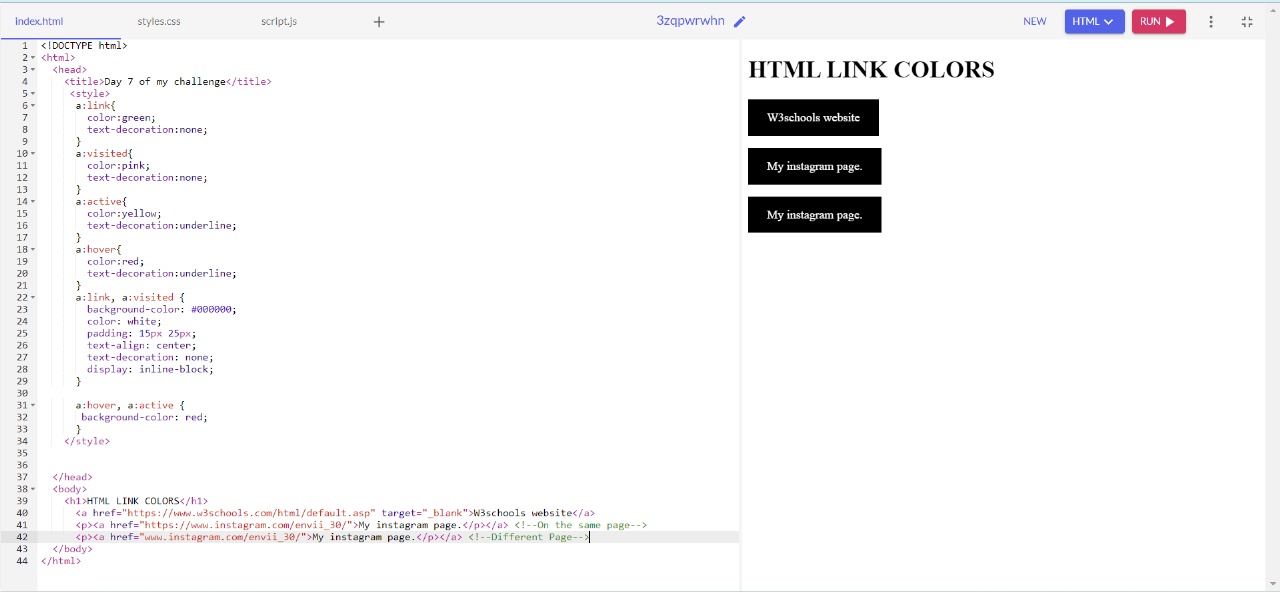 index.html styles.css script.js + 3zqpwrwhn NEW HTML RUN
1 <!DOCTYPE html>
2 <html>
3 <head>
4 <title>Day 7 of my challenge</title>
5 <style>
6 a:link{
7 color:green;
8 text-decoration:none;
9 }
10 a:visited{
11 color:pink;
12 text-decoration:none;
13 }
14 a:active{
15 color:yellow;
16 text-decoration:underline;
17 }
18 a:hover{
19 color:red;
20 text-decoration:underline;
21 }
22 a:link, a:visited {
23 background-color: #000000;
24 color: white;
25 padding: 15px 25px;
26 text-align: center;
27 text-decoration: none;
28 display: inline-block;
29 }
30
31 a:hover, a:active {
32 background-color: red;
33 }
34 </style>
35
36
37 </head>
38 <body>
39 <h1>HTML LINK COLORS</h1>
40 <a href="https://www.w3schools.com/html/default.asp" target="_blank">W3schools website</a>
41 <p><a href="https://www.instagram.com/envii_30/">My instagram page.</p></a> <!--On the same page-->
42 <p><a href="www.instagram.com/envii_30/">My instagram page.</p></a> <!--Different Page-->
43 </body>
44 </html>
HTML LINK COLORS
W3schools website
My instagram page.
My instagram page.